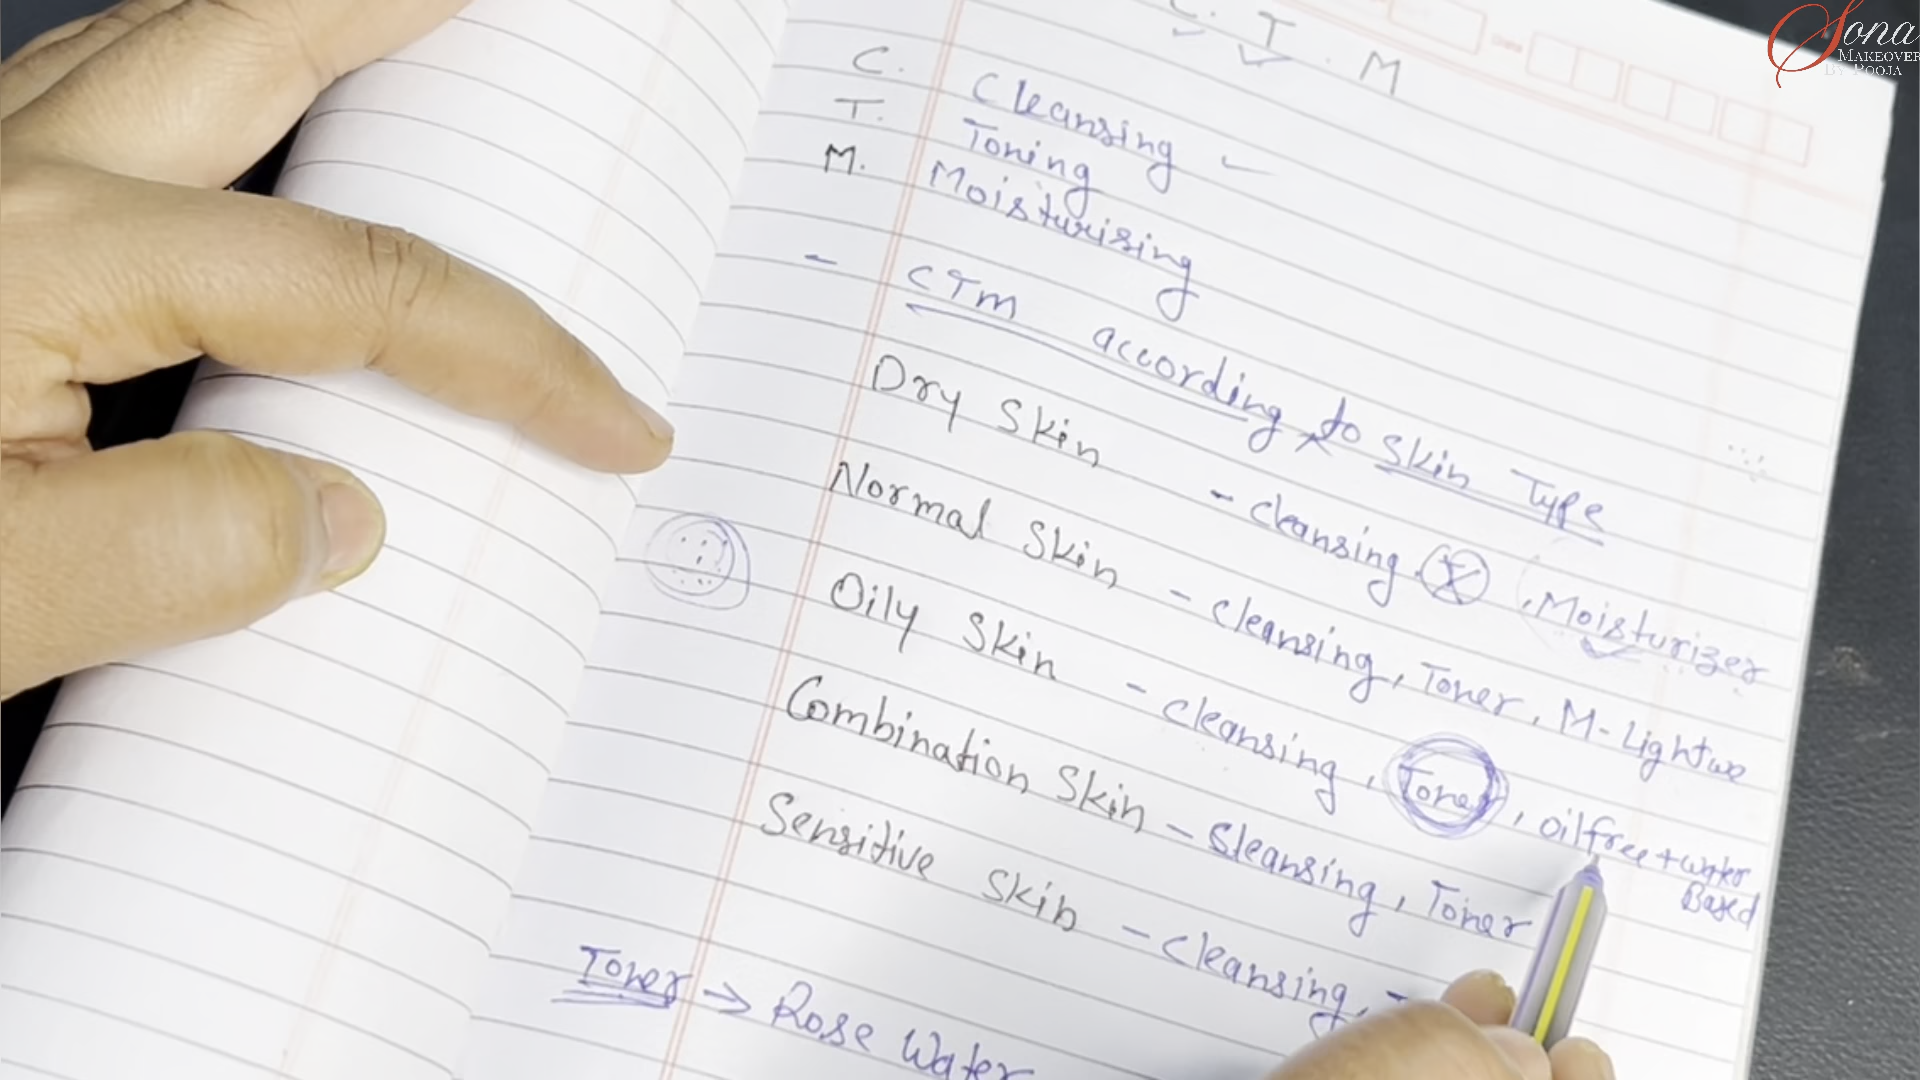 Sona
MAKEOVER
BY POOJA
C. T. M
C. Cleansing
T. Toning
M. Moisturising
- CTM according to Skin Type
Dry Skin - cleansing, Moisturizer
Normal Skin - cleansing, Toner, M-Lightwe
Oily Skin - cleansing, Toner, oilfree + water Based
Combination Skin - Sleansing, Toner
Sensitive Skin - cleansing,
Toner → Rose Water